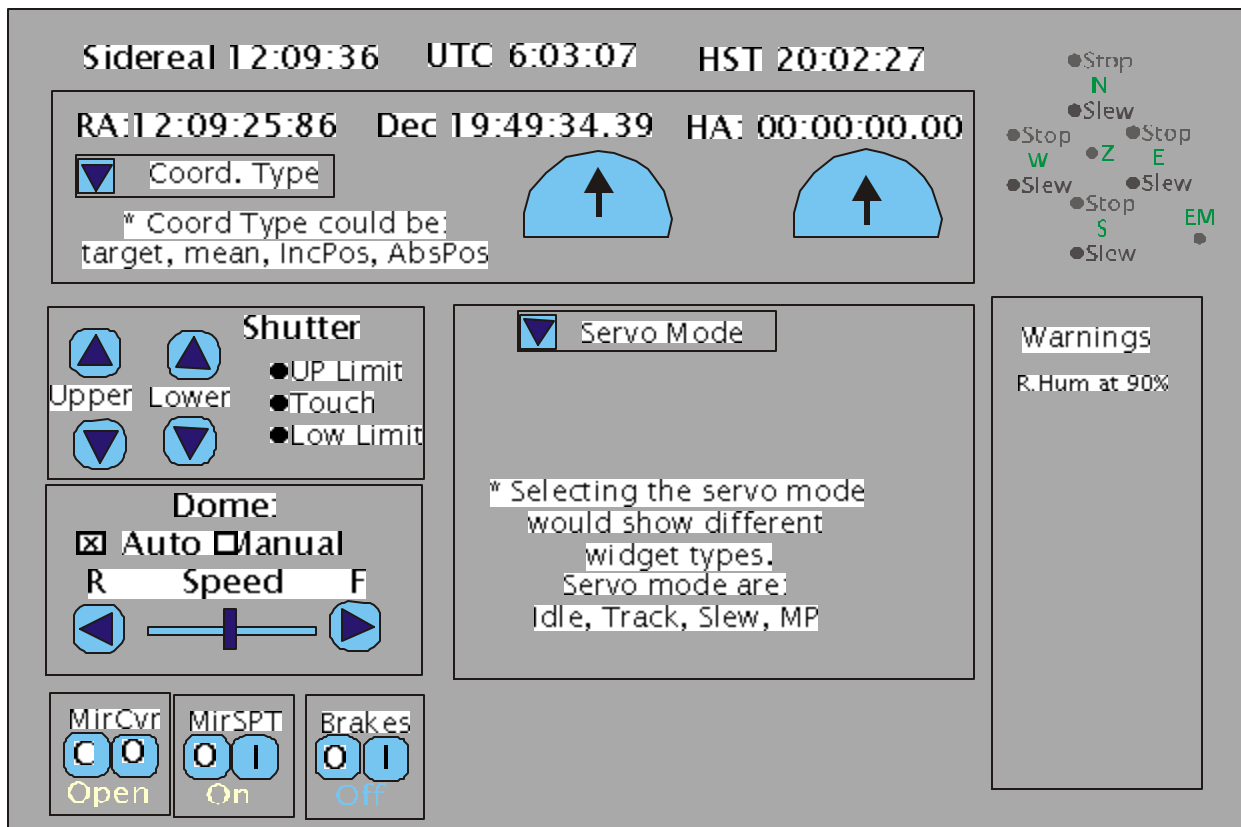 Sidereal 12:09:36 UTC 6:03:07 HST 20:02:27
RA:12:09:25:86 Dec 19:49:34.39 HA: 00:00:00.00
Coord. Type
* Coord Type could be:
target, mean, IncPos, AbsPos
Stop
N
Slew
Stop
W
Slew
Z
Stop
E
Slew
Stop
S
Slew
EM
Shutter
Upper Lower
UP Limit
Touch
Low Limit
Servo Mode
* Selecting the servo mode
would show different
widget types.
Servo mode are:
Idle, Track, Slew, MP
Warnings
R.Hum at 90%
Dome:
X Auto Manual
R Speed F
MirCvr
C O
Open
MirSPT
O I
On
Brakes
O I
Off